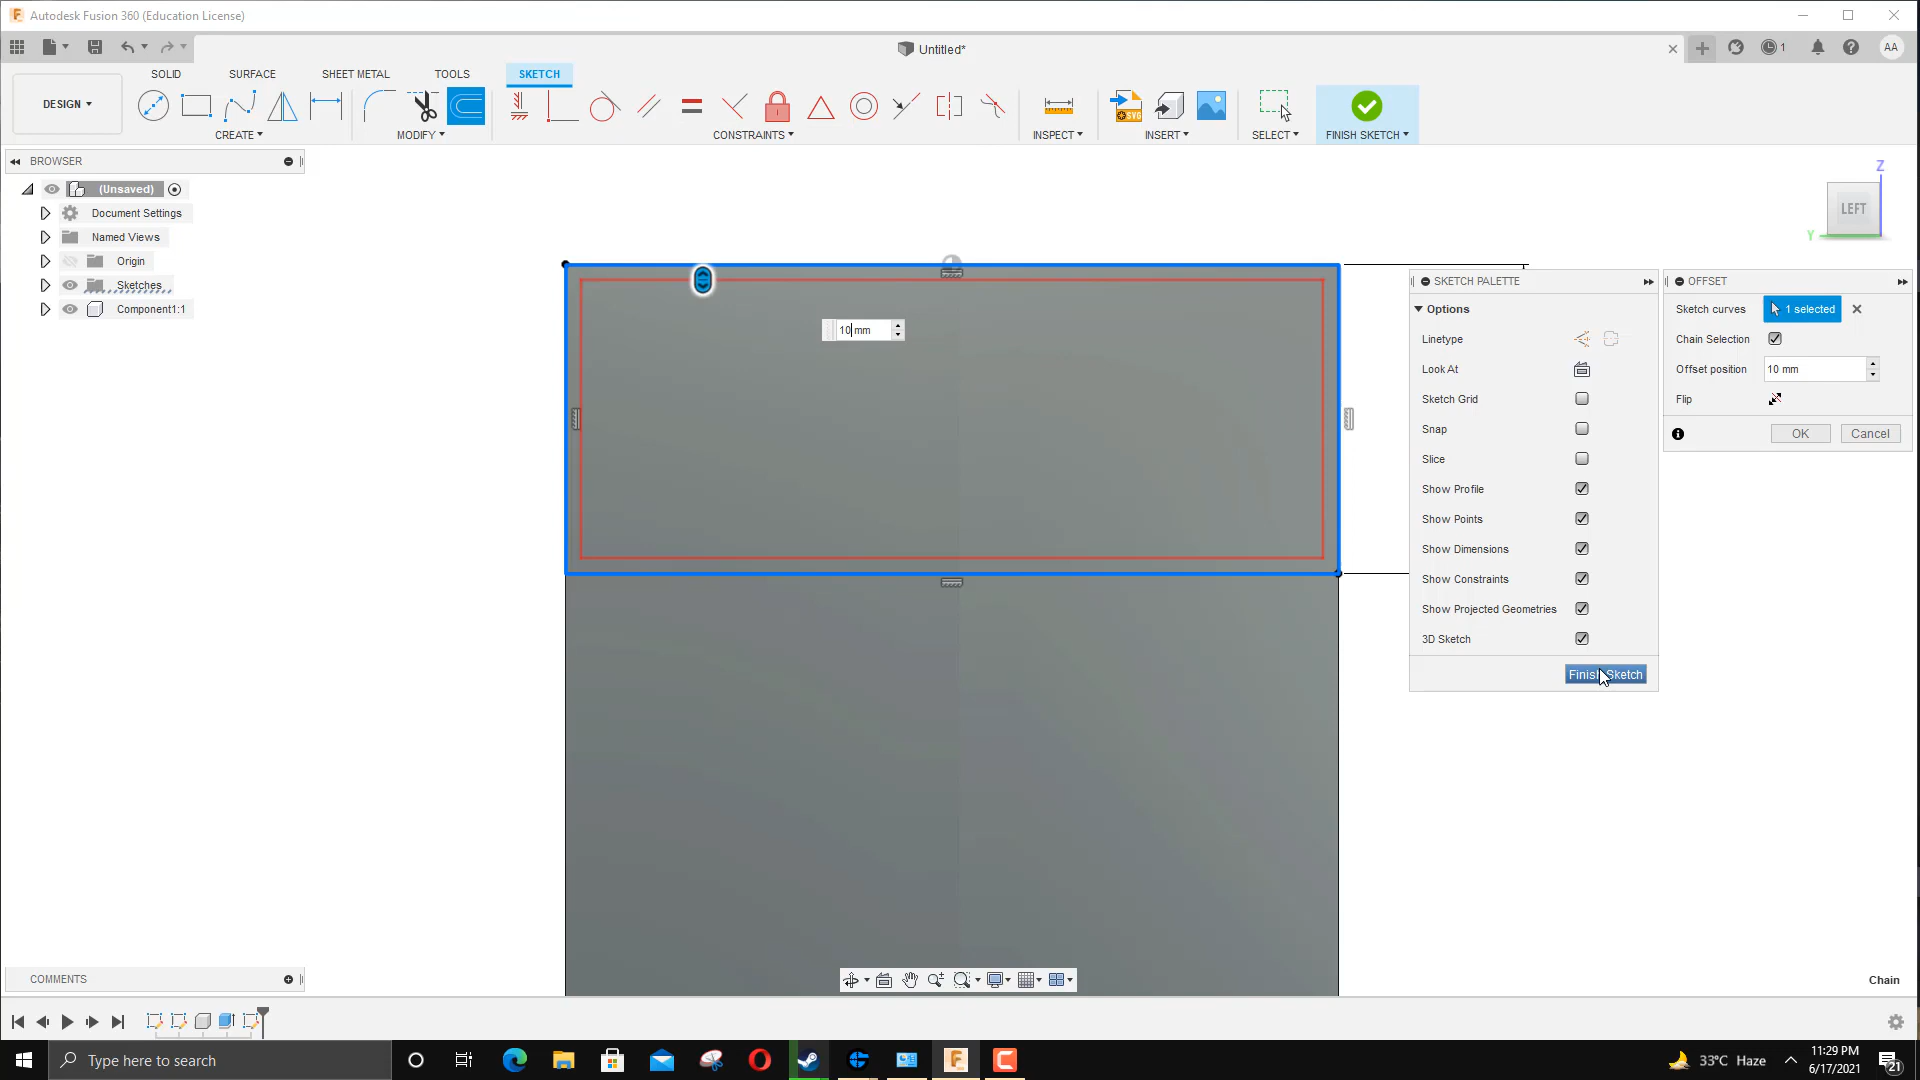 Autodesk Fusion 360 (Education License)
Untitled*
1
AA
DESIGN
SOLID
SURFACE
SHEET METAL
TOOLS
SKETCH
CREATE
MODIFY
CONSTRAINTS
INSPECT
SVG
INSERT
SELECT
FINISH SKETCH
BROWSER
(Unsaved)
Document Settings
Named Views
Origin
Sketches
Component1:1
Z
LEFT
Y
10 mm
SKETCH PALETTE
Options
Linetype
Look At
Sketch Grid
Snap
Slice
Show Profile
Show Points
Show Dimensions
Show Constraints
Show Projected Geometries
3D Sketch
Finish Sketch
OFFSET
Sketch curves
1 selected
Chain Selection
Offset position
10 mm
Flip
OK
Cancel
COMMENTS
Chain
Type here to search
33°C Haze
11:29 PM
6/17/2021
21